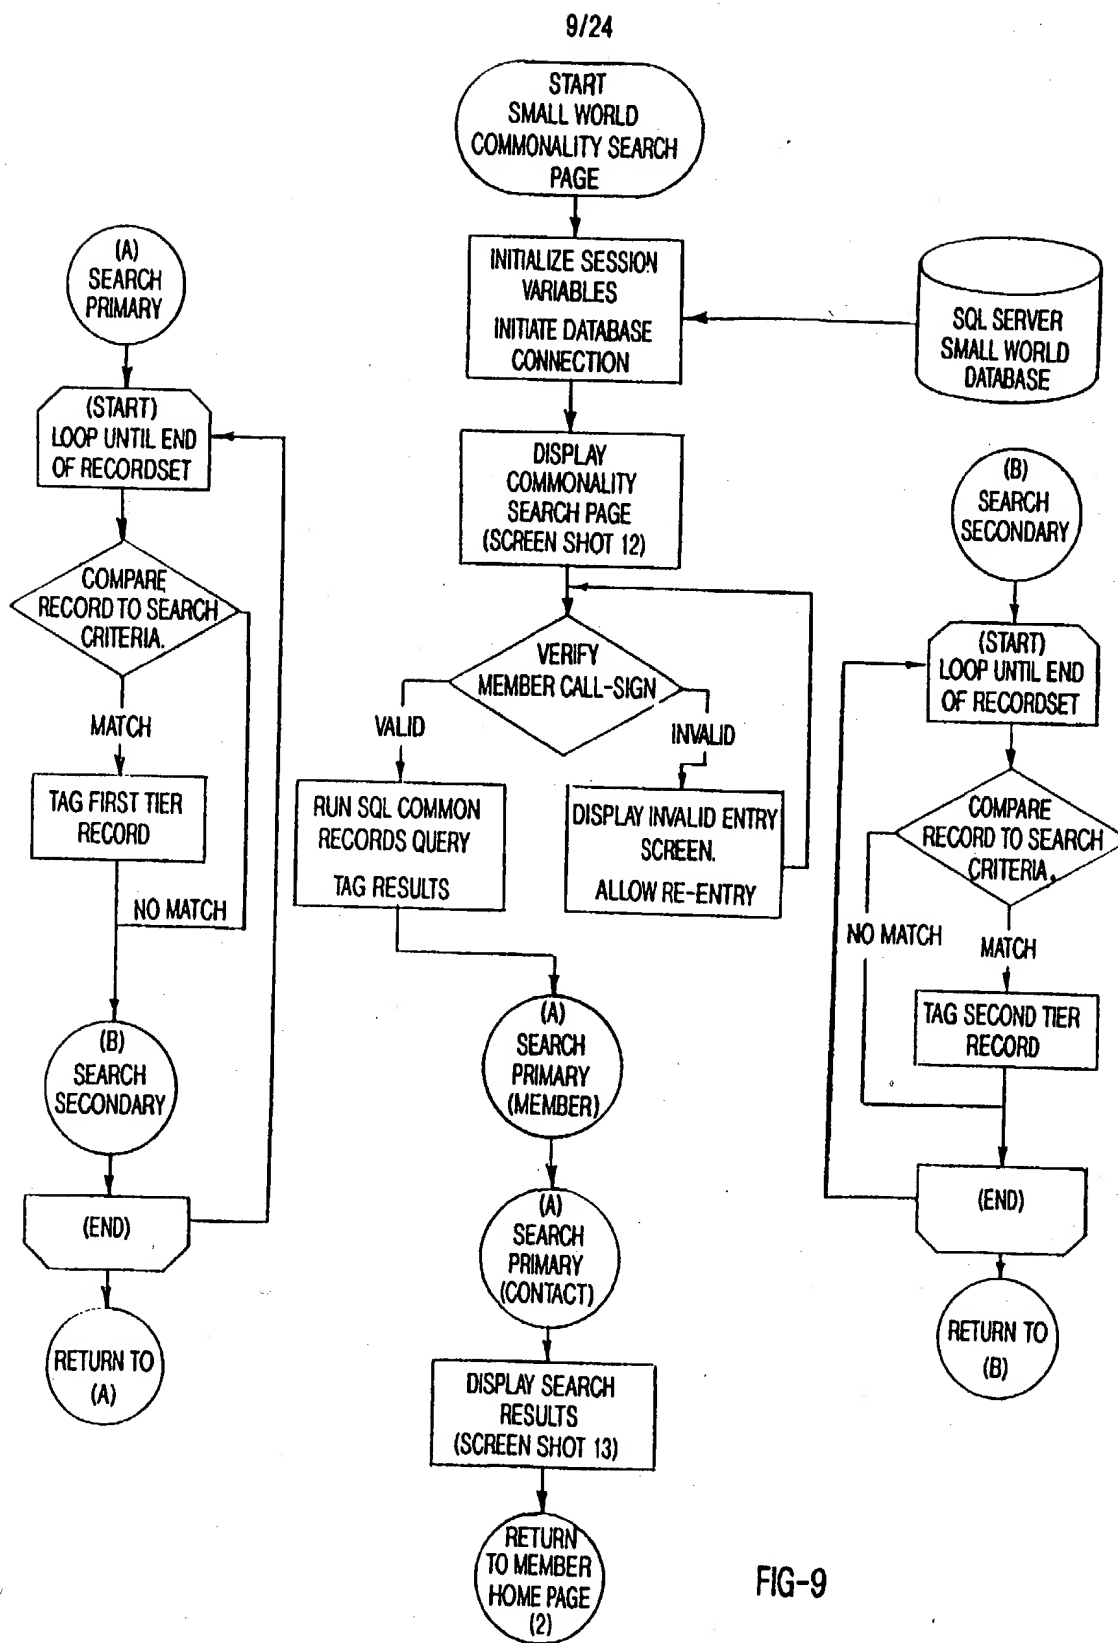 9/24
START
SMALL WORLD
COMMONALITY SEARCH
PAGE
INITIALIZE SESSION
VARIABLES
INITIATE DATABASE
CONNECTION
SQL SERVER
SMALL WORLD
DATABASE
DISPLAY
COMMONALITY
SEARCH PAGE
(SCREEN SHOT 12)
VERIFY
MEMBER CALL-SIGN
VALID
INVALID
RUN SQL COMMON
RECORDS QUERY
TAG RESULTS
DISPLAY INVALID ENTRY
SCREEN.
ALLOW RE-ENTRY
(A)
SEARCH
PRIMARY
(MEMBER)
(A)
SEARCH
PRIMARY
(CONTACT)
DISPLAY SEARCH
RESULTS
(SCREEN SHOT 13)
RETURN
TO MEMBER
HOME PAGE
(2)
(A)
SEARCH
PRIMARY
(START)
LOOP UNTIL END
OF RECORDSET
COMPARE
RECORD TO SEARCH
CRITERIA.
MATCH
TAG FIRST TIER
RECORD
NO MATCH
(B)
SEARCH
SECONDARY
(END)
RETURN TO
(A)
(B)
SEARCH
SECONDARY
(START)
LOOP UNTIL END
OF RECORDSET
COMPARE
RECORD TO SEARCH
CRITERIA.
NO MATCH
MATCH
TAG SECOND TIER
RECORD
(END)
RETURN TO
(B)
FIG-9